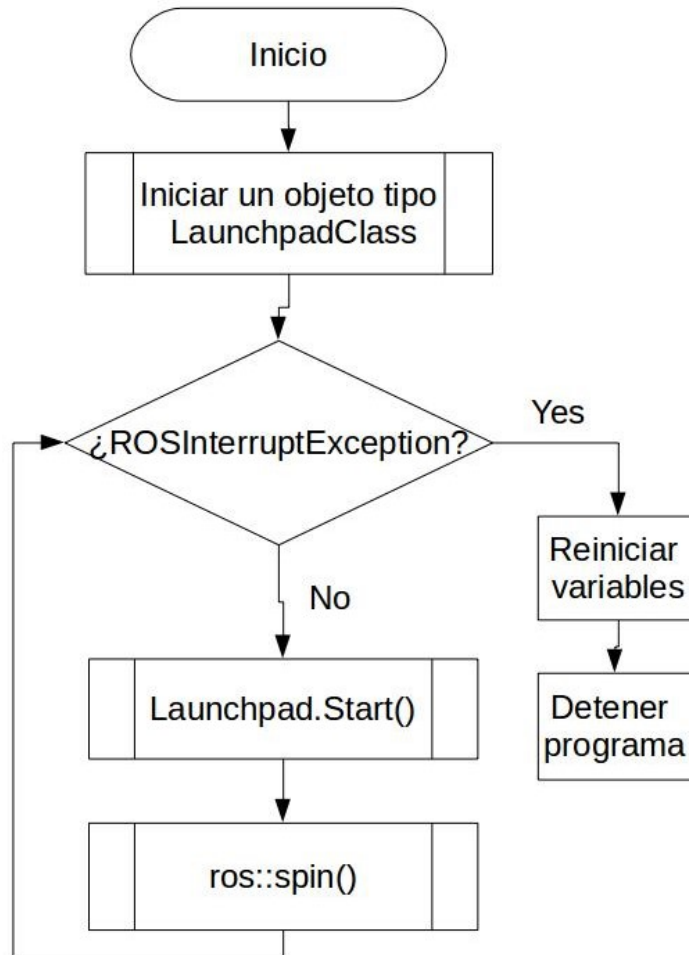 Inicio
Iniciar un objeto tipo
LaunchpadClass
¿ROSInterruptException?
Yes
No
Reiniciar
variables
Launchpad.Start()
Detener
programa
ros::spin()